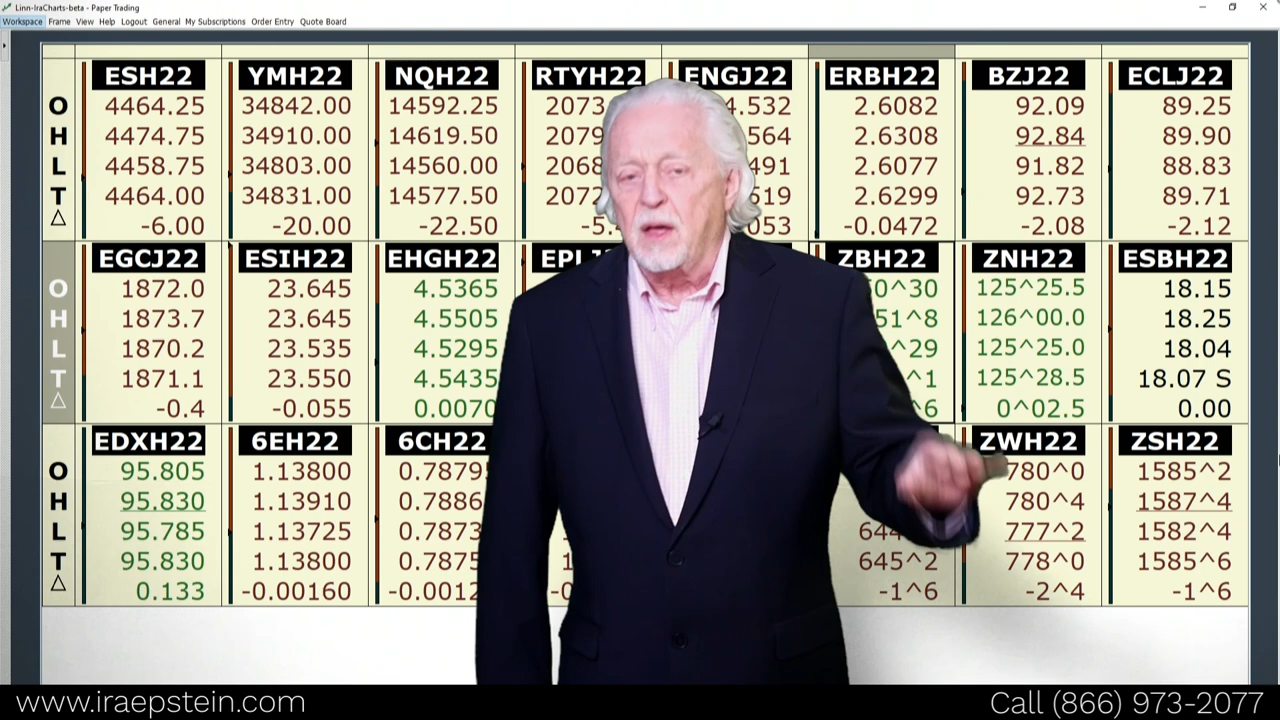 Linn-IraCharts-beta - Paper Trading
Workspace Frame View Help Logout General My Subscriptions Order Entry Quote Board
ESH22 YMH22 NQH22 RTYH22 ENGJ22 ERBH22 BZJ22 ECLJ22
O 4464.25 34842.00 14592.25 2.6082 92.09 89.25
H 4474.75 34910.00 14619.50 2.6308 92.84 89.90
L 4458.75 34803.00 14560.00 2.6077 91.82 88.83
T 4464.00 34831.00 14577.50 2.6299 92.73 89.71
△ -6.00 -20.00 -22.50 -0.0472 -2.08 -2.12
EGCJ22 ESIH22 EHGH22 ZBH22 ZNH22 ESBH22
O 1872.0 23.645 4.5365 125^25.5 18.15
H 1873.7 23.645 4.5505 126^00.0 18.25
L 1870.2 23.535 4.5295 125^25.0 18.04
T 1871.1 23.550 4.5435 125^28.5 18.07 S
△ -0.4 -0.055 0.0070 0^02.5 0.00
EDXH22 6EH22 6CH22 ZWH22 ZSH22
O 95.805 1.13800 780^0 1585^2
H 95.830 1.13910 780^4 1587^4
L 95.785 1.13725 777^2 1582^4
T 95.830 1.13800 645^2 778^0 1585^6
△ 0.133 -0.00160 -1^6 -2^4 -1^6
www.iraepstein.com
Call (866) 973-2077